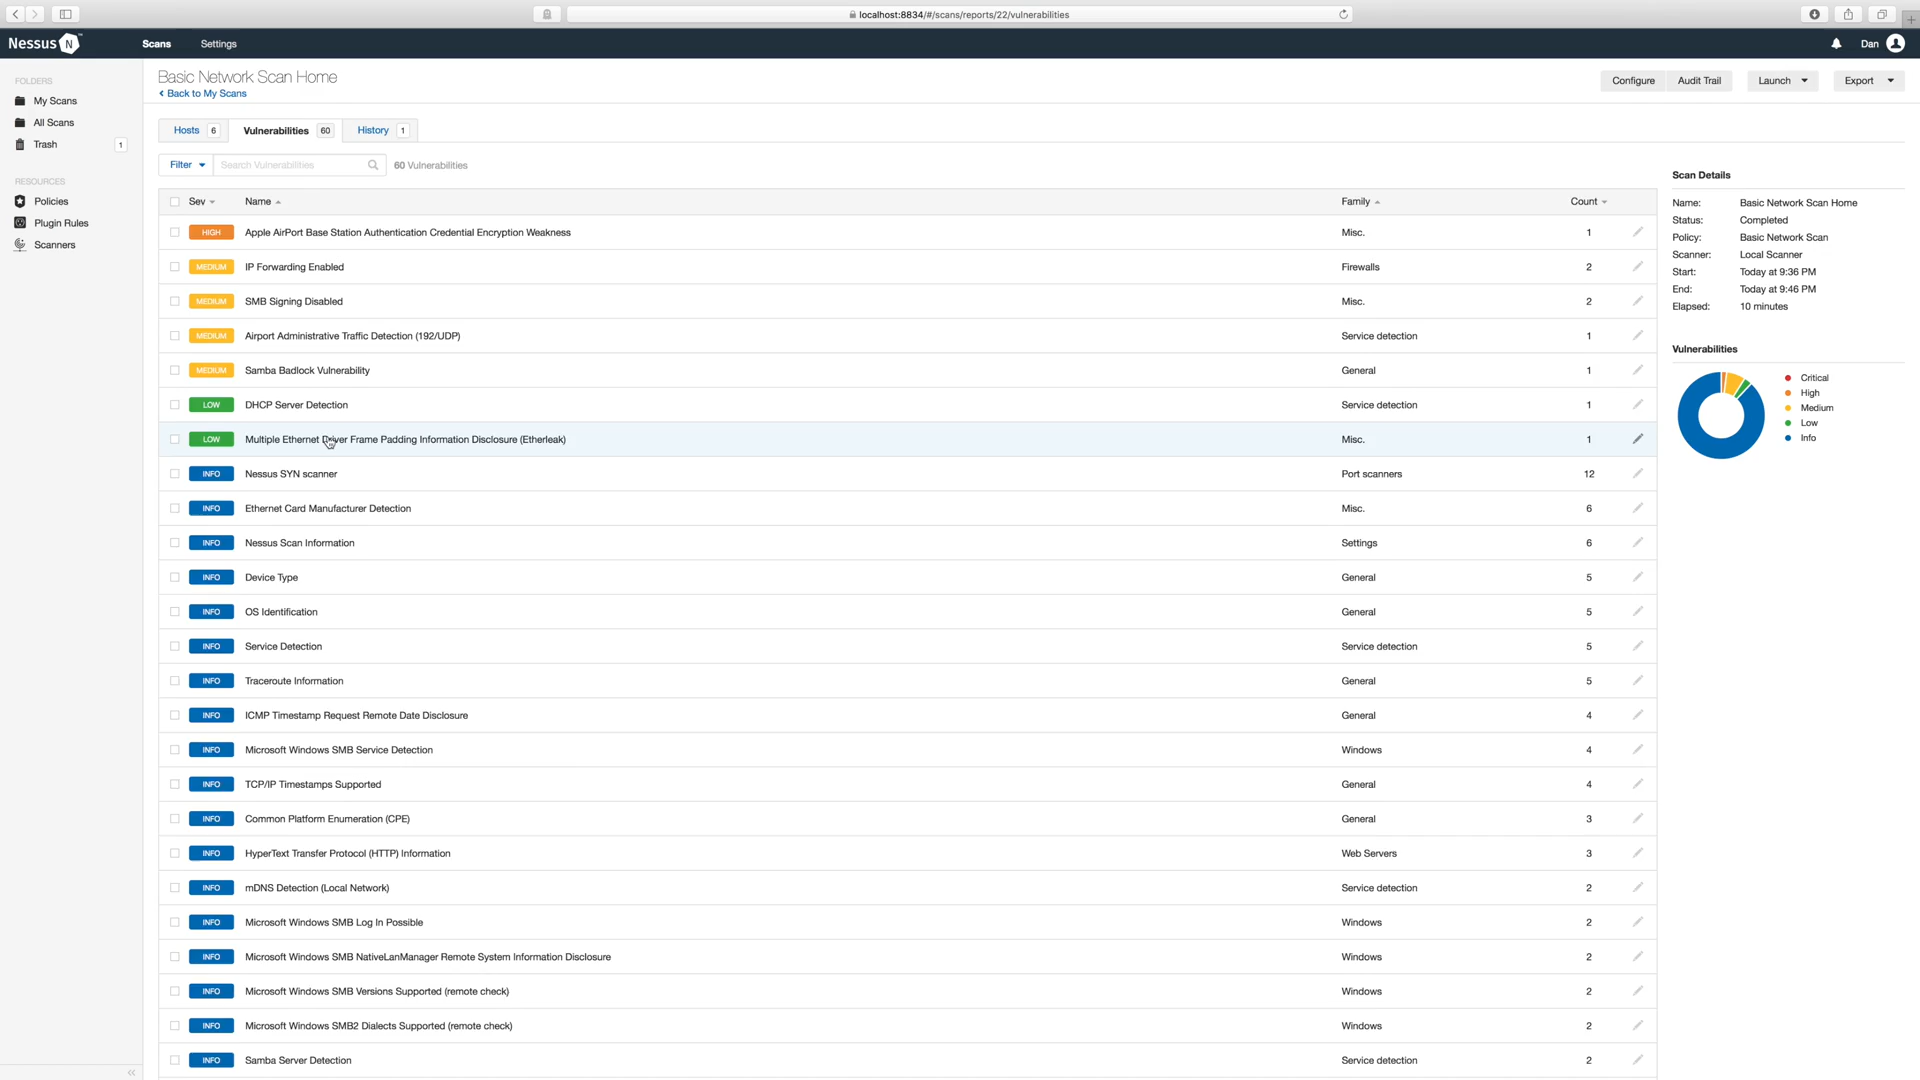 localhost:8834/#/scans/reports/22/vulnerabilities
Nessus N Scans Settings Dan
FOLDERS
My Scans
All Scans
Trash 1
RESOURCES
Policies
Plugin Rules
Scanners
Basic Network Scan Home
Back to My Scans
Configure Audit Trail Launch Export
Hosts 6 Vulnerabilities 60 History 1
Filter Search Vulnerabilities 60 Vulnerabilities
Sev Name Family Count
HIGH Apple AirPort Base Station Authentication Credential Encryption Weakness Misc. 1
MEDIUM IP Forwarding Enabled Firewalls 2
MEDIUM SMB Signing Disabled Misc. 2
MEDIUM Airport Administrative Traffic Detection (192/UDP) Service detection 1
MEDIUM Samba Badlock Vulnerability General 1
LOW DHCP Server Detection Service detection 1
LOW Multiple Ethernet Driver Frame Padding Information Disclosure (Etherleak) Misc. 1
INFO Nessus SYN scanner Port scanners 12
INFO Ethernet Card Manufacturer Detection Misc. 6
INFO Nessus Scan Information Settings 6
INFO Device Type General 5
INFO OS Identification General 5
INFO Service Detection Service detection 5
INFO Traceroute Information General 5
INFO ICMP Timestamp Request Remote Date Disclosure General 4
INFO Microsoft Windows SMB Service Detection Windows 4
INFO TCP/IP Timestamps Supported General 4
INFO Common Platform Enumeration (CPE) General 3
INFO HyperText Transfer Protocol (HTTP) Information Web Servers 3
INFO mDNS Detection (Local Network) Service detection 2
INFO Microsoft Windows SMB Log In Possible Windows 2
INFO Microsoft Windows SMB NativeLanManager Remote System Information Disclosure Windows 2
INFO Microsoft Windows SMB Versions Supported (remote check) Windows 2
INFO Microsoft Windows SMB2 Dialects Supported (remote check) Windows 2
INFO Samba Server Detection Service detection 2
Scan Details
Name: Basic Network Scan Home
Status: Completed
Policy: Basic Network Scan
Scanner: Local Scanner
Start: Today at 9:36 PM
End: Today at 9:46 PM
Elapsed: 10 minutes
Vulnerabilities
Critical
High
Medium
Low
Info